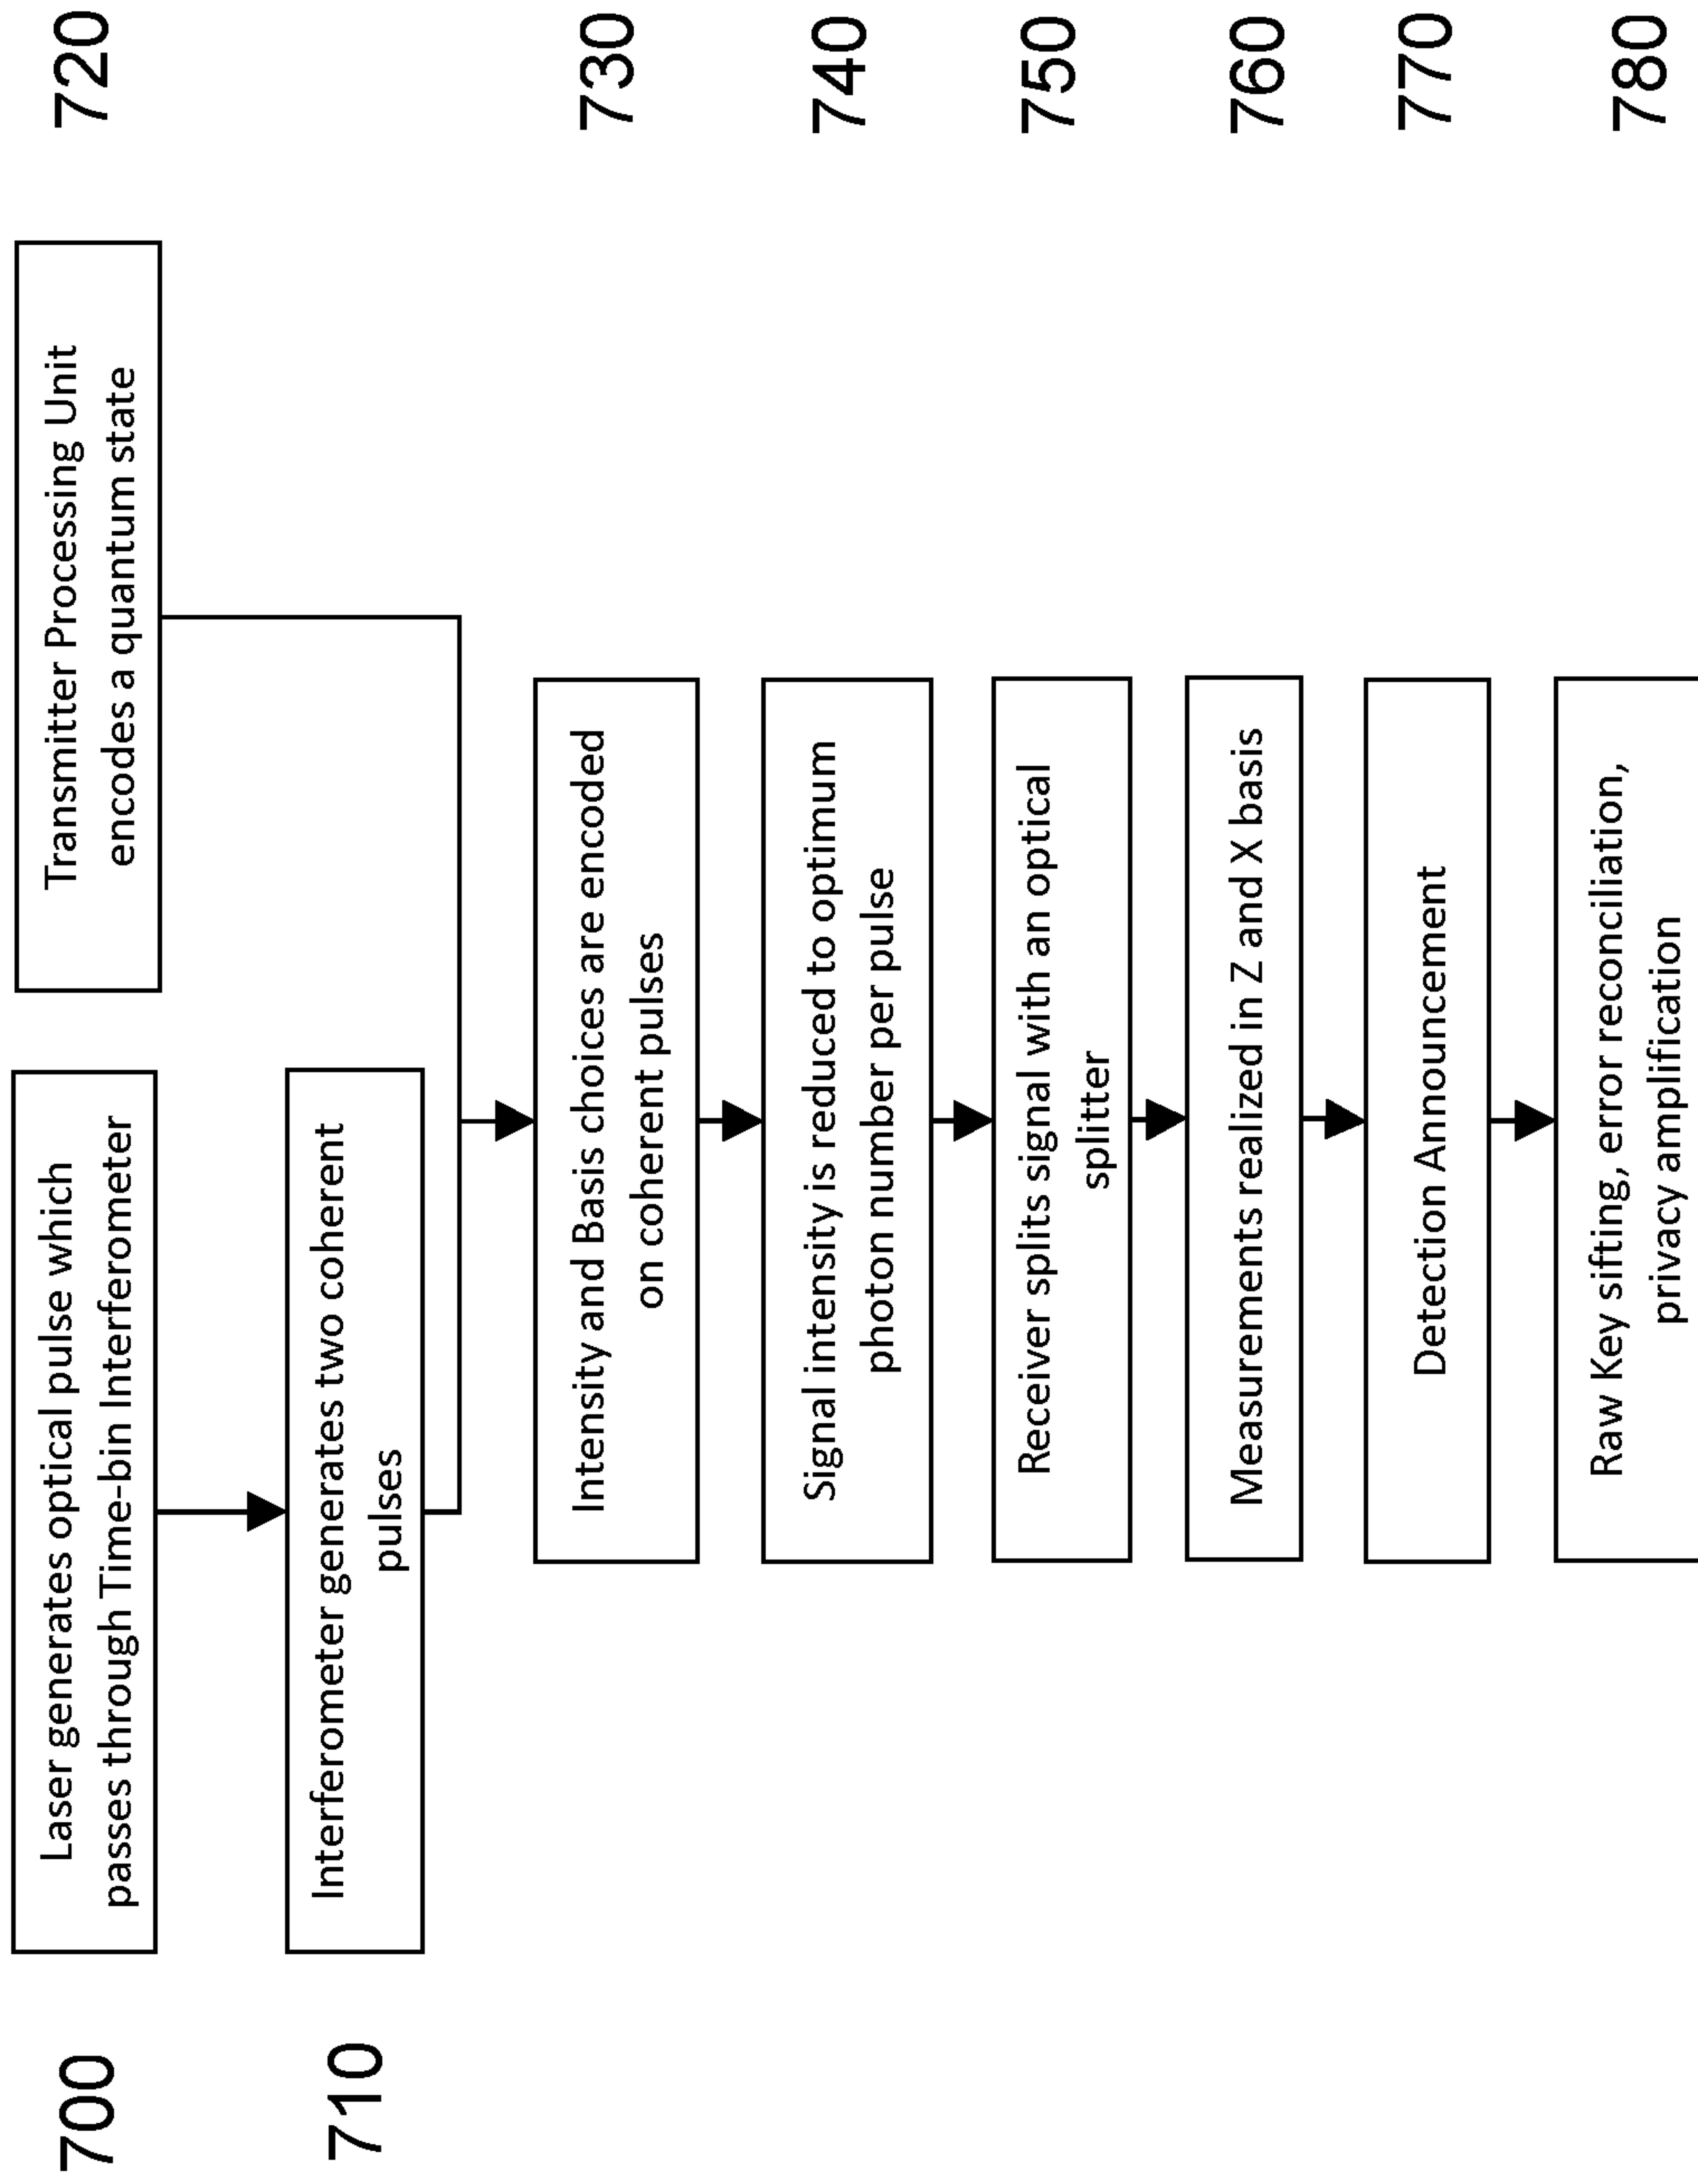 700
Laser generates optical pulse which
passes through Time-bin Interferometer
Transmitter Processing Unit
encodes a quantum state
720
710
Interferometer generates two coherent
pulses
Intensity and Basis choices are encoded
on coherent pulses
730
Signal intensity is reduced to optimum
photon number per pulse
740
Receiver splits signal with an optical
splitter
750
Measurements realized in Z and X basis
760
Detection Announcement
770
Raw Key sifting, error reconciliation,
privacy amplification
780